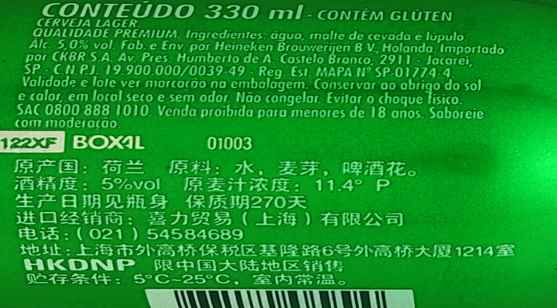 CONTEÚDO 330 ml - CONTÉM GLÚTEN
CERVEJA LAGER
QUALIDADE PREMIUM. Ingredientes: água, malte de cevada e lúpulo
Alc. 5,0% vol. Fab. e Env. por Heineken Brouwerijen B.V., Holanda. Importado
por CKBR S.A. Av. Pres. Humberto de A. Castelo Branco, 2911 - Jacareí,
SP - C.N.P.J. 19.900.000/0039-49 - Reg. Est. MAPA Nº SP-01774-4.
Validade e lote ver marcação na embalagem. Conservar ao abrigo do sol
e calor, em local seco e sem odor. Não congelar. Evitar o choque físico.
SAC 0800 888 1010. Venda proibida para menores de 18 anos. Saboreie
com moderação.
122XF BOXAL 01003
原产国：荷兰 原料：水，麦芽，啤酒花。
酒精度：5%vol 原麦汁浓度：11.4° P
生产日期见瓶身 保质期270天
进口经销商：喜力贸易（上海）有限公司
电话：(021) 54584689
地址：上海市外高桥保税区基隆路6号外高桥大厦1214室
HKDNP 限中国大陆地区销售
贮存条件：5°C~25°C，室内常温。